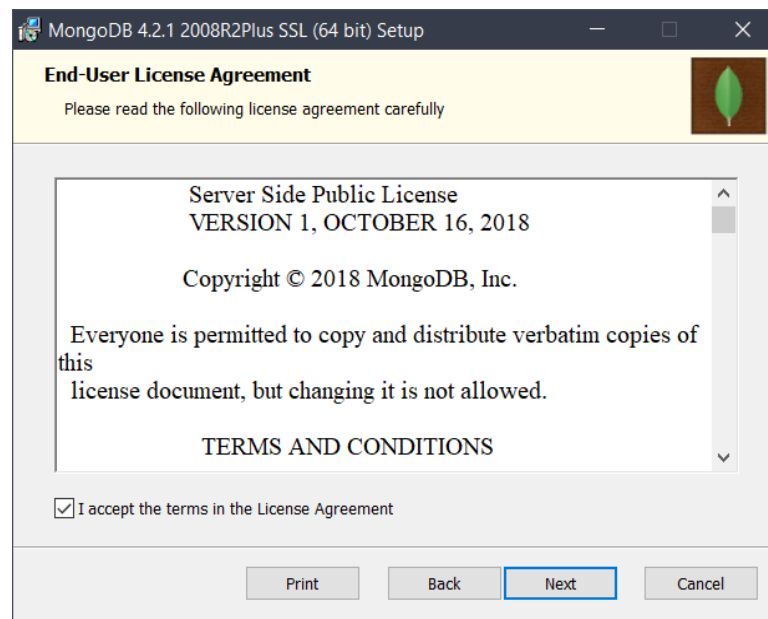 MongoDB 4.2.1 2008R2Plus SSL (64 bit) Setup
End-User License Agreement
Please read the following license agreement carefully
Server Side Public License
VERSION 1, OCTOBER 16, 2018
Copyright © 2018 MongoDB, Inc.
Everyone is permitted to copy and distribute verbatim copies of
this
license document, but changing it is not allowed.
TERMS AND CONDITIONS
I accept the terms in the License Agreement
Print Back Next Cancel